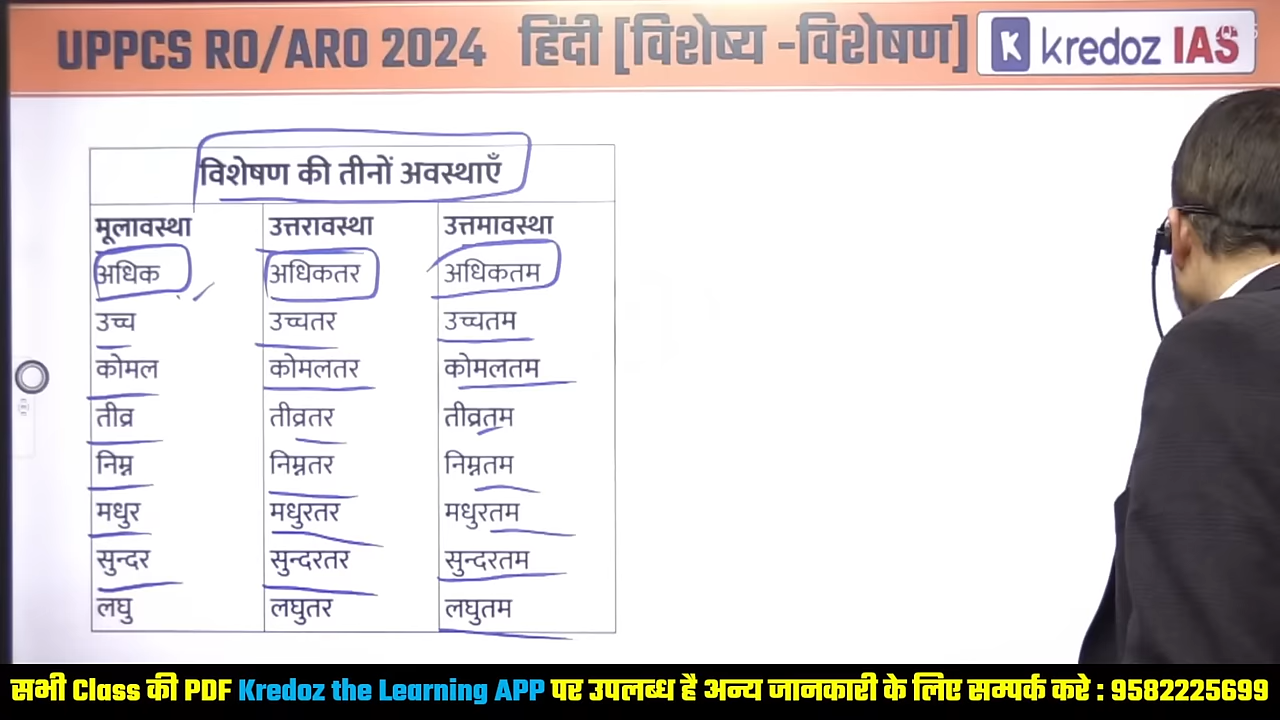 UPPCS RO/ARO 2024 हिंदी [विशेष्य -विशेषण] kredoz IAS
विशेषण की तीनों अवस्थाएँ
मूलावस्था उत्तरावस्था उत्तमावस्था
अधिक अधिकतर अधिकतम
उच्च उच्चतर उच्चतम
कोमल कोमलतर कोमलतम
तीव्र तीव्रतर तीव्रतम
निम्न निम्नतर निम्नतम
मधुर मधुरतर मधुरतम
सुन्दर सुन्दरतर सुन्दरतम
लघु लघुतर लघुतम
सभी Class की PDF Kredoz the Learning APP पर उपलब्ध है अन्य जानकारी के लिए सम्पर्क करे : 9582225699